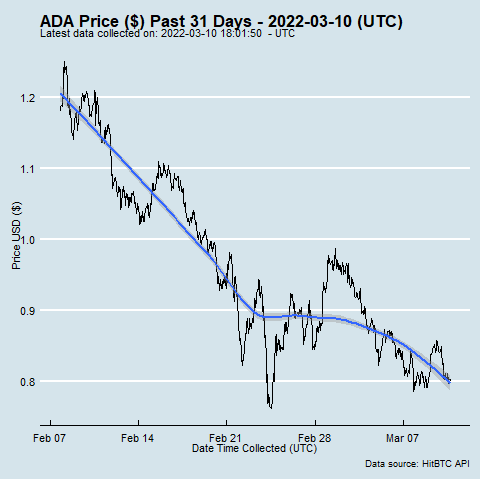 ADA Price ($) Past 31 Days - 2022-03-10 (UTC)
Latest data collected on: 2022-03-10 18:01:50  - UTC
Price USD ($)
1.2
1.1
1.0
0.9
0.8
Feb 07 Feb 14 Feb 21 Feb 28 Mar 07
Date Time Collected (UTC)
Data source: HitBTC API